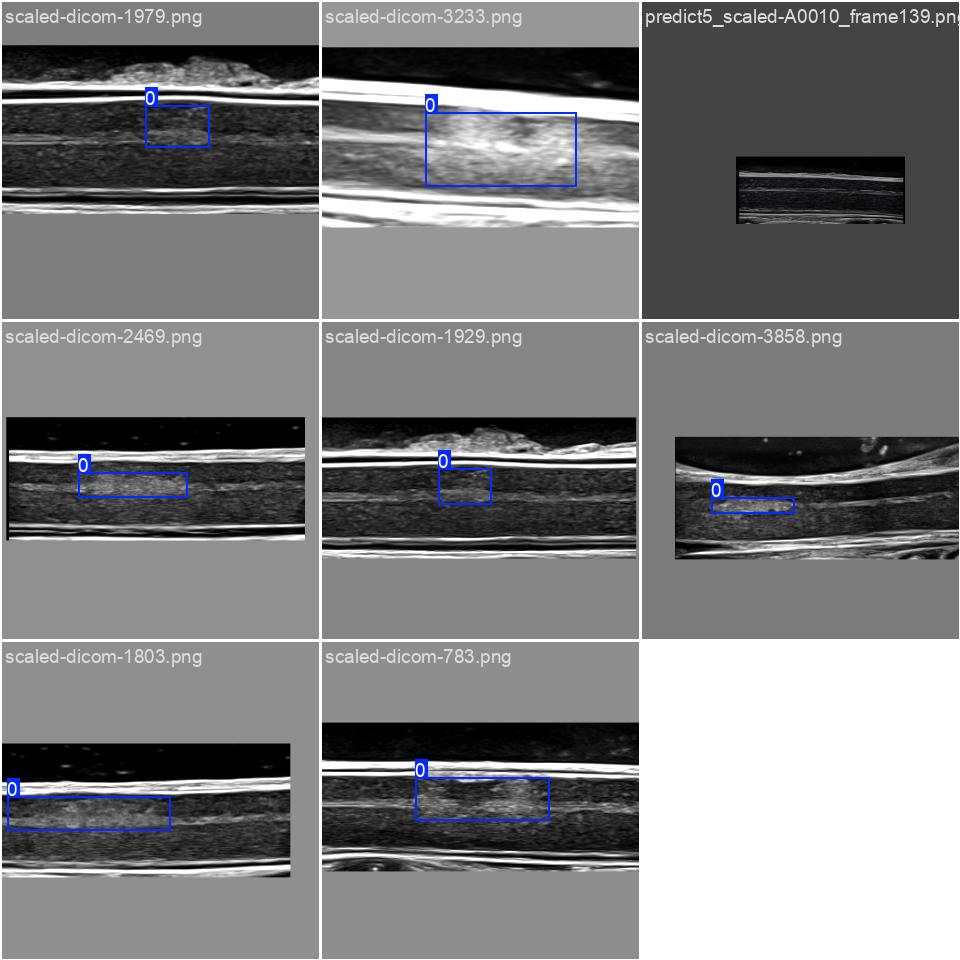 scaled-dicom-1979.png
0
scaled-dicom-3233.png
0
predict5_scaled-A0010_frame139.png
scaled-dicom-2469.png
0
scaled-dicom-1929.png
0
scaled-dicom-3858.png
0
scaled-dicom-1803.png
0
scaled-dicom-783.png
0